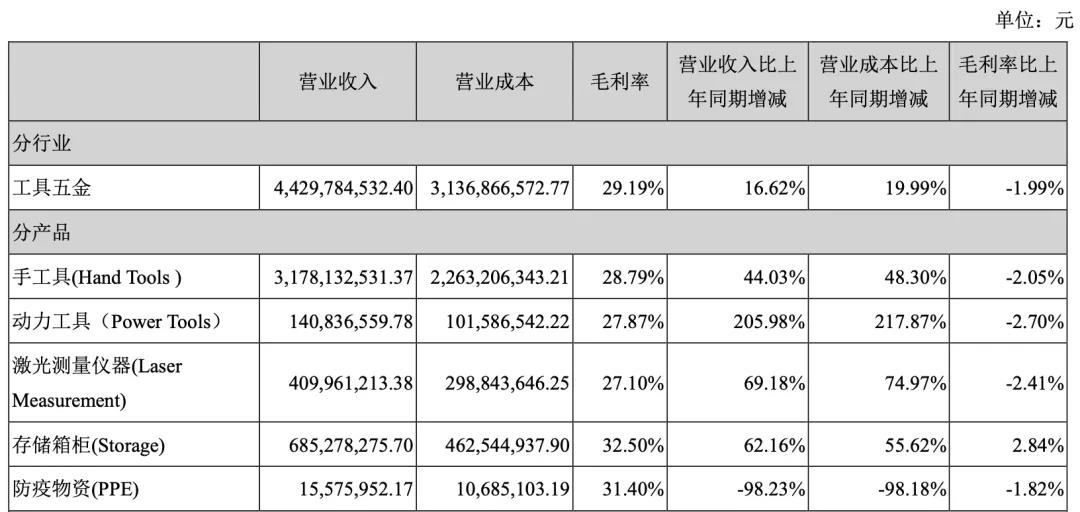 单位：元
营业收入 营业成本 毛利率 营业收入比上年同期增减 营业成本比上年同期增减 毛利率比上年同期增减
分行业
工具五金 4,429,784,532.40 3,136,866,572.77 29.19% 16.62% 19.99% -1.99%
分产品
手工具(Hand Tools ) 3,178,132,531.37 2,263,206,343.21 28.79% 44.03% 48.30% -2.05%
动力工具（Power Tools） 140,836,559.78 101,586,542.22 27.87% 205.98% 217.87% -2.70%
激光测量仪器(Laser Measurement) 409,961,213.38 298,843,646.25 27.10% 69.18% 74.97% -2.41%
存储箱柜(Storage) 685,278,275.70 462,544,937.90 32.50% 62.16% 55.62% 2.84%
防疫物资(PPE) 15,575,952.17 10,685,103.19 31.40% -98.23% -98.18% -1.82%